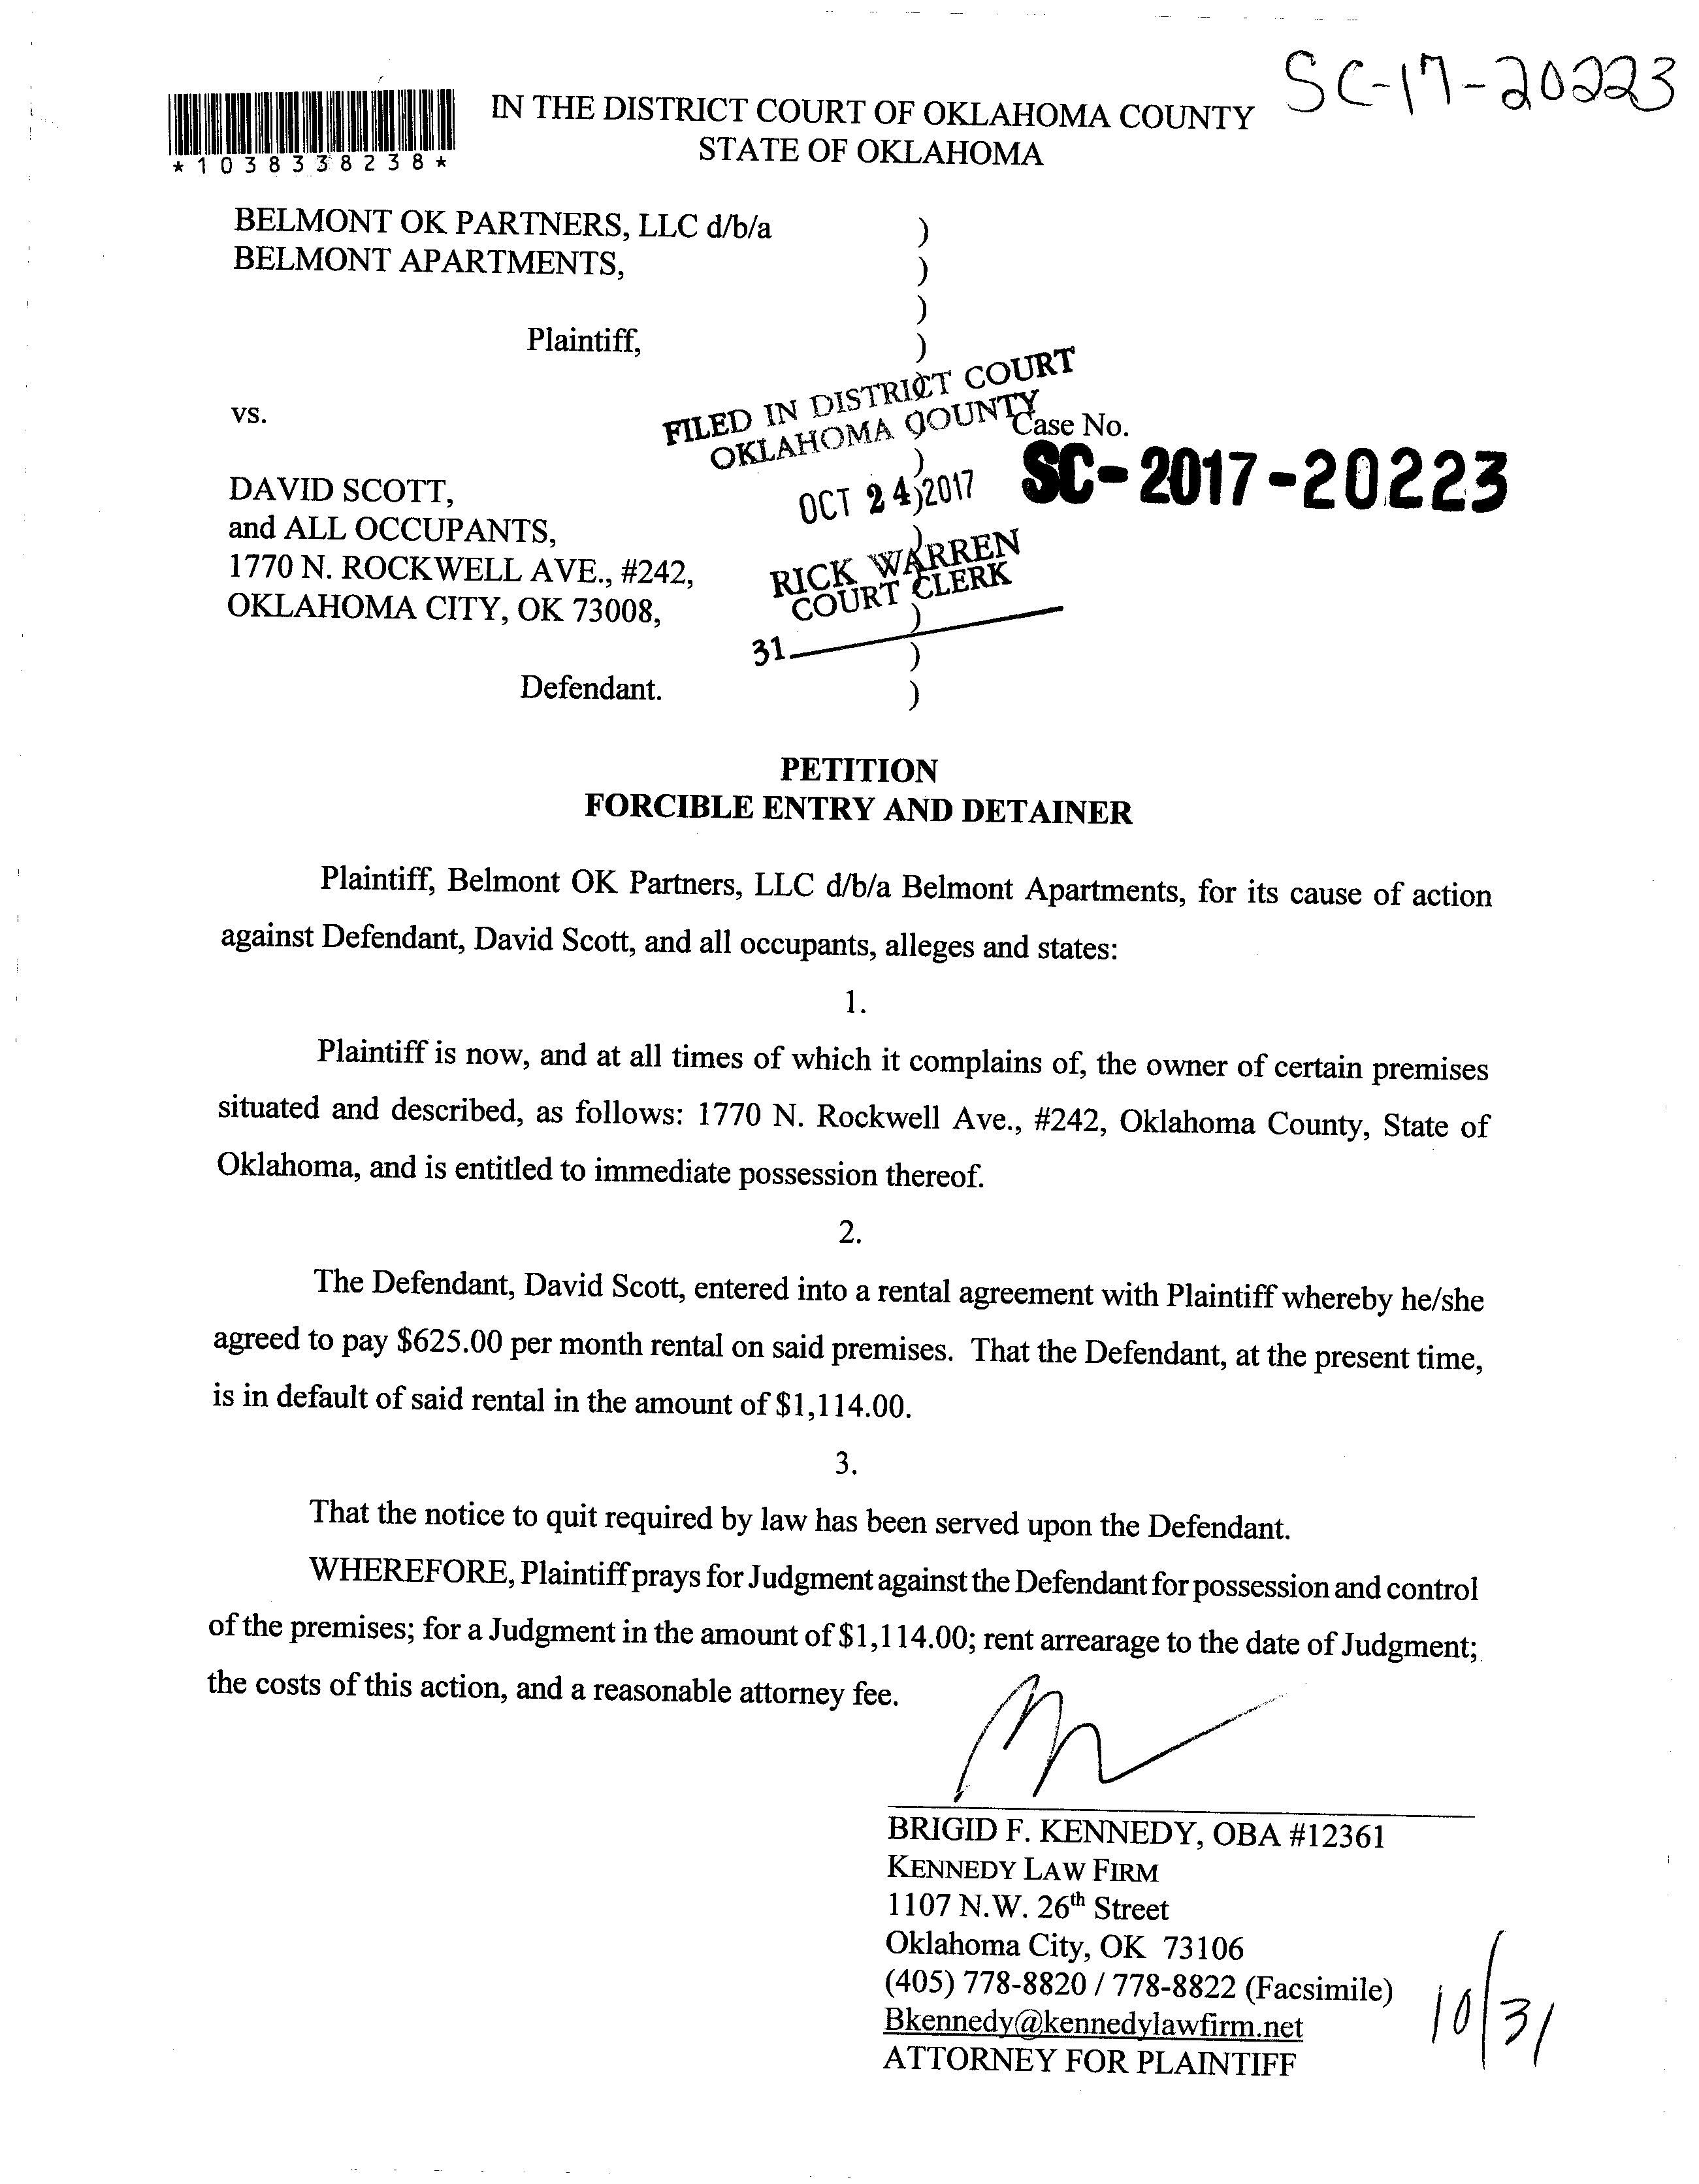 SC-17-20223
IN THE DISTRICT COURT OF OKLAHOMA COUNTY
STATE OF OKLAHOMA
*1038338238*
BELMONT OK PARTNERS, LLC d/b/a
BELMONT APARTMENTS,
Plaintiff,
vs.
DAVID SCOTT,
and ALL OCCUPANTS,
1770 N. ROCKWELL AVE., #242,
OKLAHOMA CITY, OK 73008,
Defendant.
)
)
)
)
)
)
)
)
)
)
)
FILED IN DISTRICT COURT
OKLAHOMA COUNTY
OCT 24 2017
RICK WARREN
COURT CLERK
31
Case No.
SC-2017-20223
PETITION
FORCIBLE ENTRY AND DETAINER
Plaintiff, Belmont OK Partners, LLC d/b/a Belmont Apartments, for its cause of action
against Defendant, David Scott, and all occupants, alleges and states:
1.
Plaintiff is now, and at all times of which it complains of, the owner of certain premises
situated and described, as follows: 1770 N. Rockwell Ave., #242, Oklahoma County, State of
Oklahoma, and is entitled to immediate possession thereof.
2.
The Defendant, David Scott, entered into a rental agreement with Plaintiff whereby he/she
agreed to pay $625.00 per month rental on said premises. That the Defendant, at the present time,
is in default of said rental in the amount of $1,114.00.
3.
That the notice to quit required by law has been served upon the Defendant.
WHEREFORE, Plaintiff prays for Judgment against the Defendant for possession and control
of the premises; for a Judgment in the amount of $1,114.00; rent arrearage to the date of Judgment;
the costs of this action, and a reasonable attorney fee.
BRIGID F. KENNEDY, OBA #12361
KENNEDY LAW FIRM
1107 N.W. 26th Street
Oklahoma City, OK 73106
(405) 778-8820 / 778-8822 (Facsimile)
Bkennedy@kennedylawfirm.net
ATTORNEY FOR PLAINTIFF
10/31